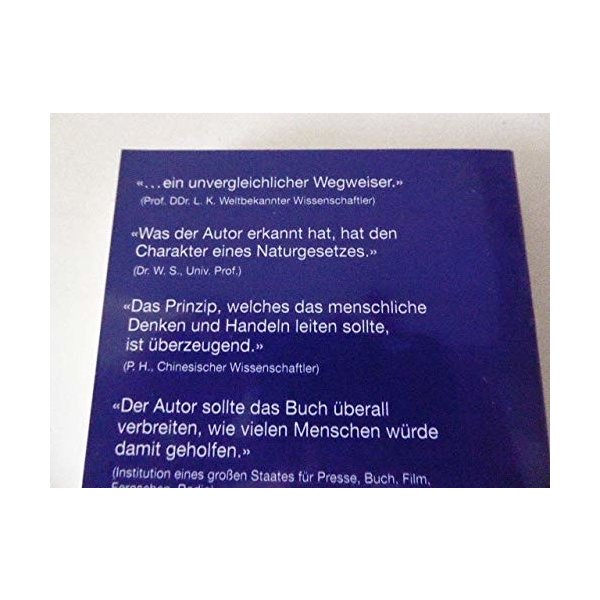 «...ein unvergleichlicher Wegweiser.»
(Prof. DDr. L. K. Weltbekannter Wissenschaftler)
«Was der Autor erkannt hat, hat den
Charakter eines Naturgesetzes.»
(Dr. W. S., Univ. Prof.)
«Das Prinzip, welches das menschliche
Denken und Handeln leiten sollte,
ist überzeugend.»
(P. H., Chinesischer Wissenschaftler)
«Der Autor sollte das Buch überall
verbreiten, wie vielen Menschen würde
damit geholfen.»
(Institution eines großen Staates für Presse, Buch, Film,